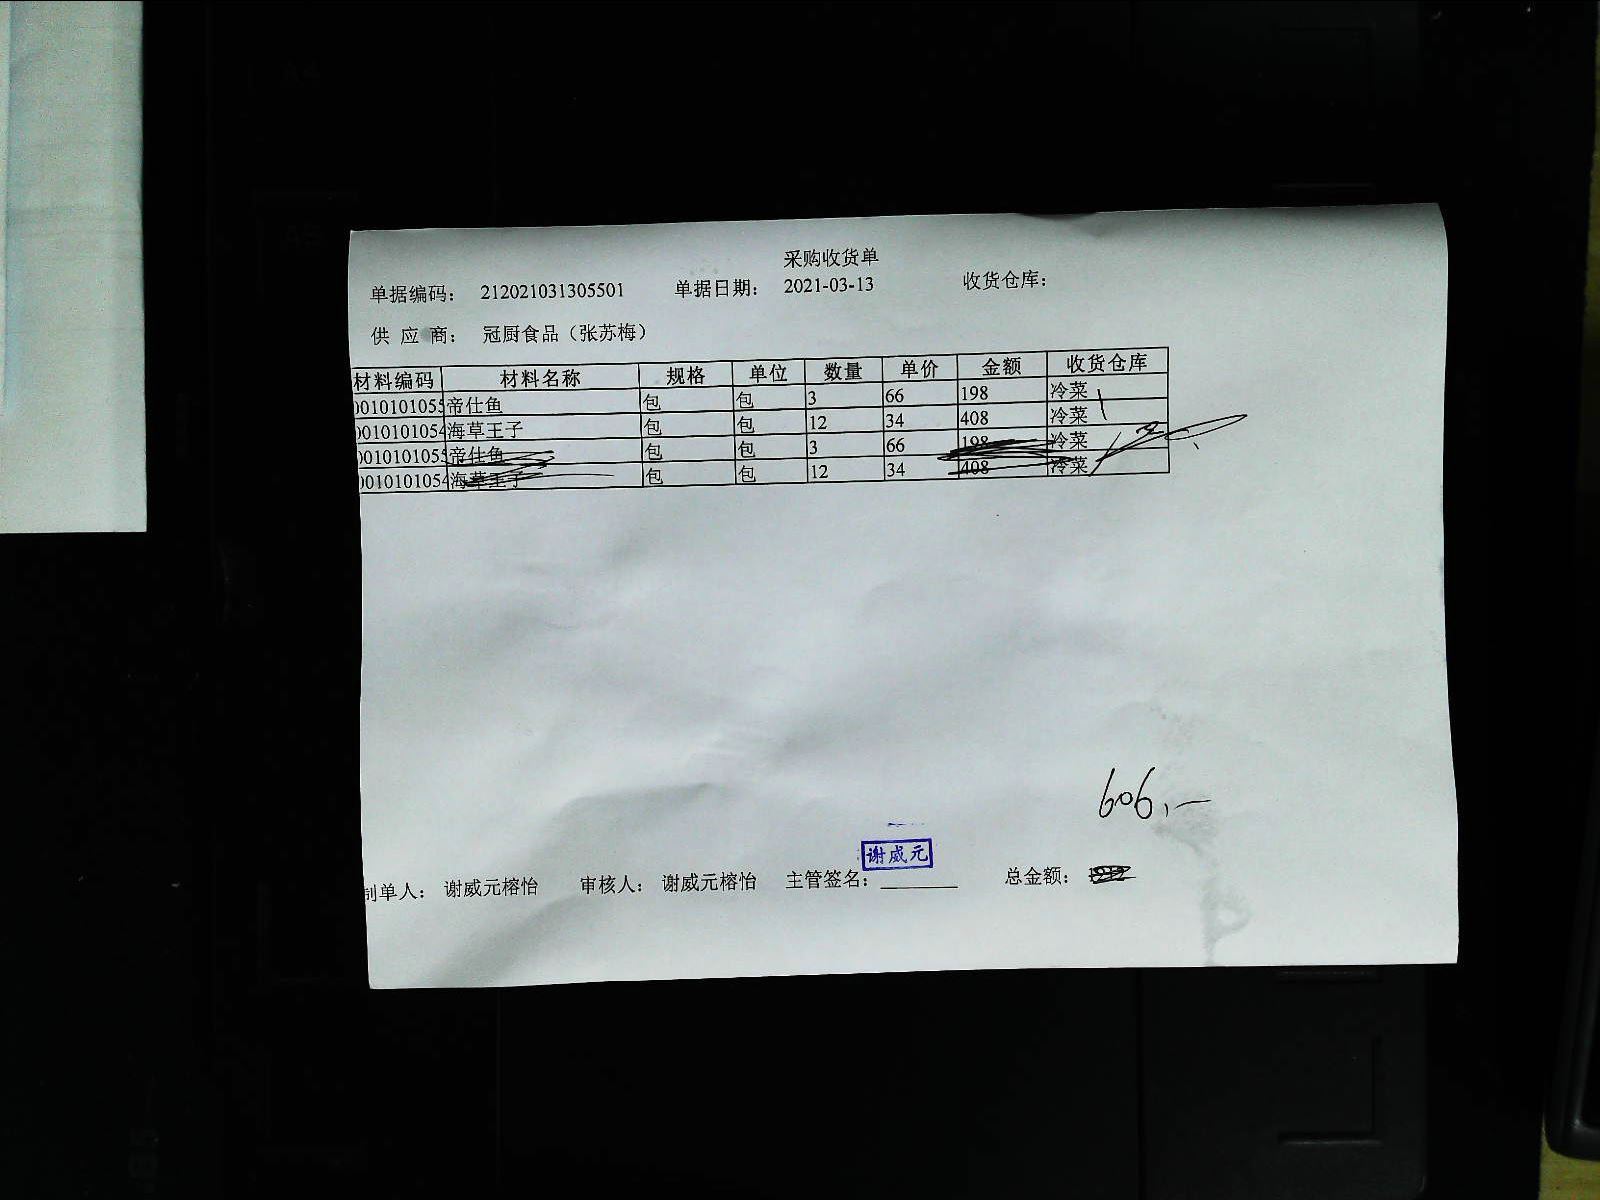 采购收货单
单据编码： 212021031305501 单据日期： 2021-03-13 收货仓库：
供 应 商： 冠厨食品（张苏梅）
材料编码 材料名称 规格 单位 数量 单价 金额 收货仓库
0010101055 帝仕鱼 包 包 3 66 198 冷菜
0010101054 海草王子 包 包 12 34 408 冷菜
0010101055 帝仕鱼 包 包 3 66 198 冷菜
0010101054 海草王子 包 包 12 34 408 冷菜
606.—
谢威元
制单人： 谢威元榕怡 审核人： 谢威元榕怡 主管签名： 总金额：